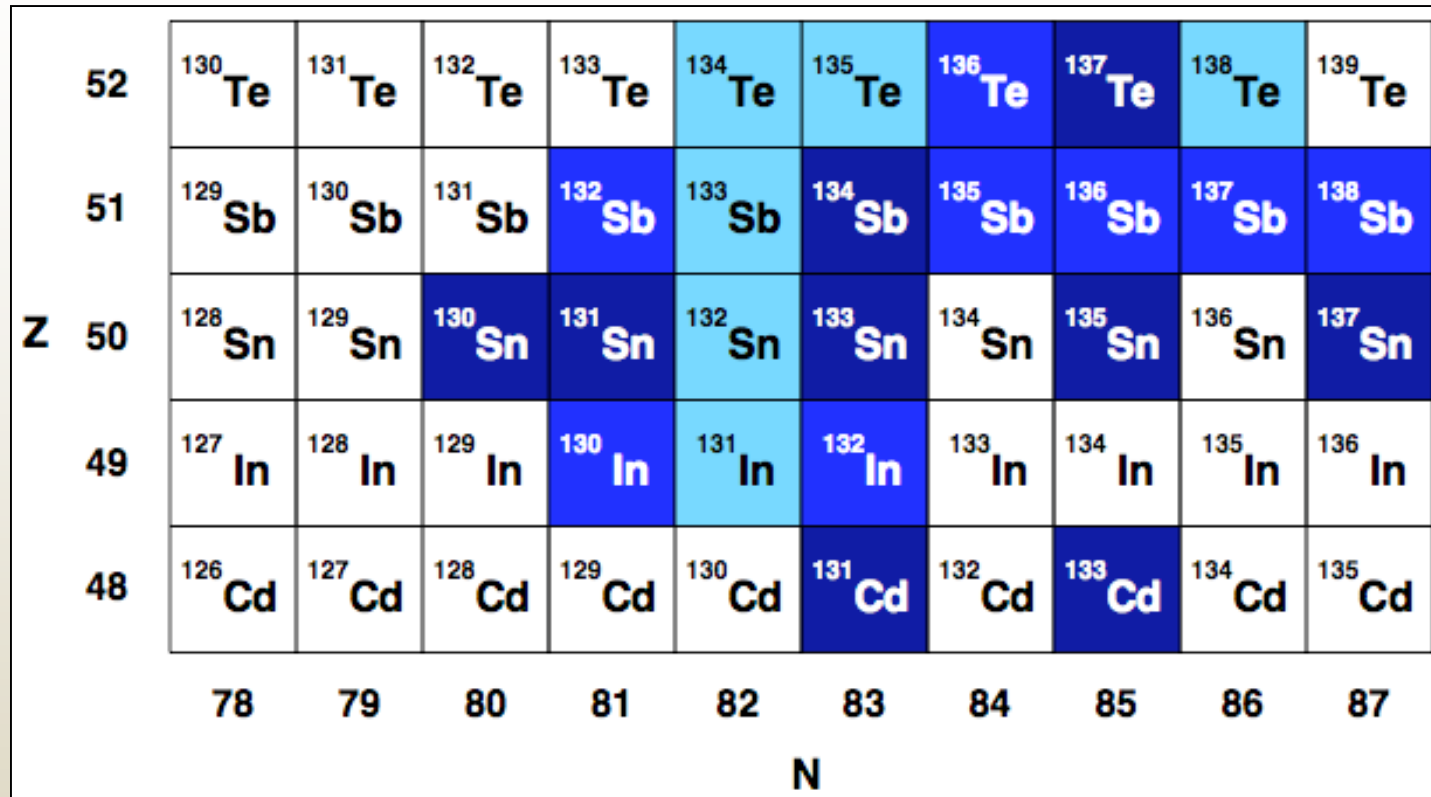 52 130Te 131Te 132Te 133Te 134Te 135Te 136Te 137Te 138Te 139Te
51 129Sb 130Sb 131Sb 132Sb 133Sb 134Sb 135Sb 136Sb 137Sb 138Sb
Z 50 128Sn 129Sn 130Sn 131Sn 132Sn 133Sn 134Sn 135Sn 136Sn 137Sn
49 127In 128In 129In 130In 131In 132In 133In 134In 135In 136In
48 126Cd 127Cd 128Cd 129Cd 130Cd 131Cd 132Cd 133Cd 134Cd 135Cd
78 79 80 81 82 83 84 85 86 87
N